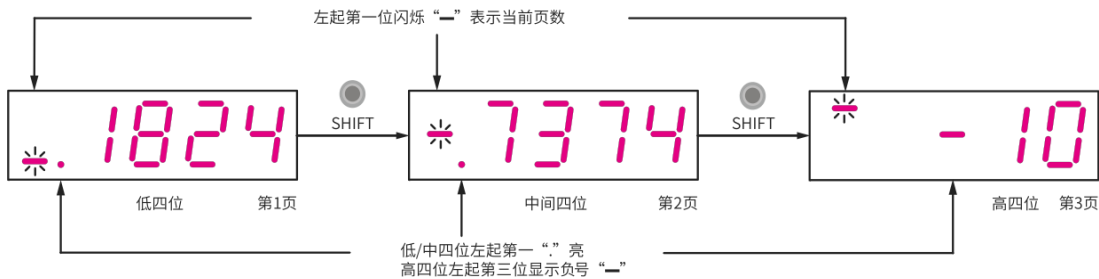 左起第一位闪烁“–”表示当前页数
–.1824
SHIFT
–.7374
SHIFT
– -10
低四位 第1页
中间四位 第2页
高四位 第3页
低/中四位左起第一“.”亮
高四位左起第三位显示负号“–”